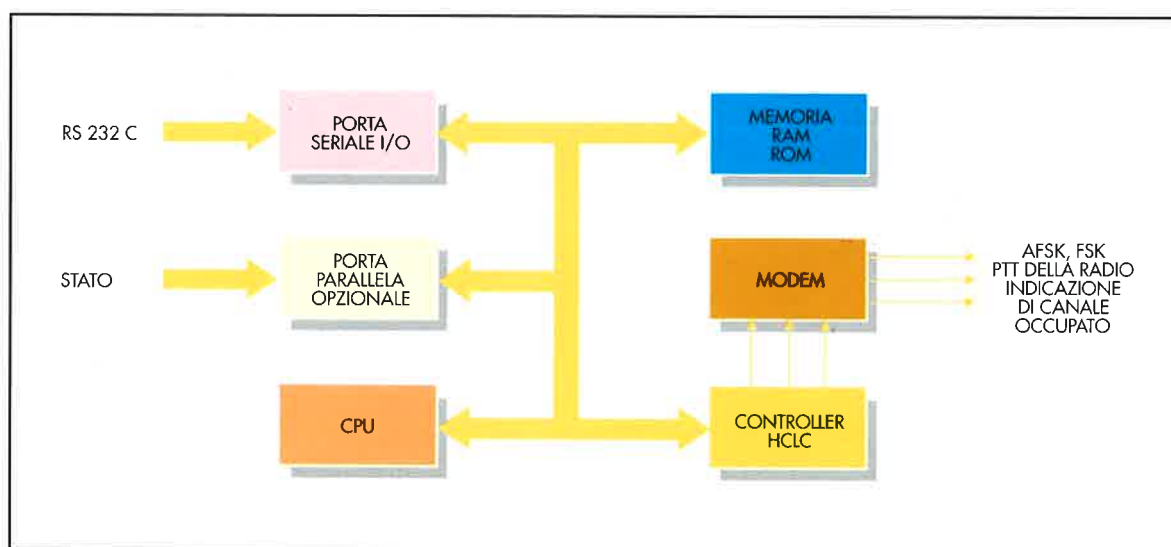 RS 232 C
PORTA
SERIALE I/O
MEMORIA
RAM
ROM
STATO
PORTA
PARALLELA
OPZIONALE
MODEM
AFSK, FSK
PTT DELLA RADIO
INDICAZIONE
DI CANALE
OCCUPATO
CPU
CONTROLLER
HCLC